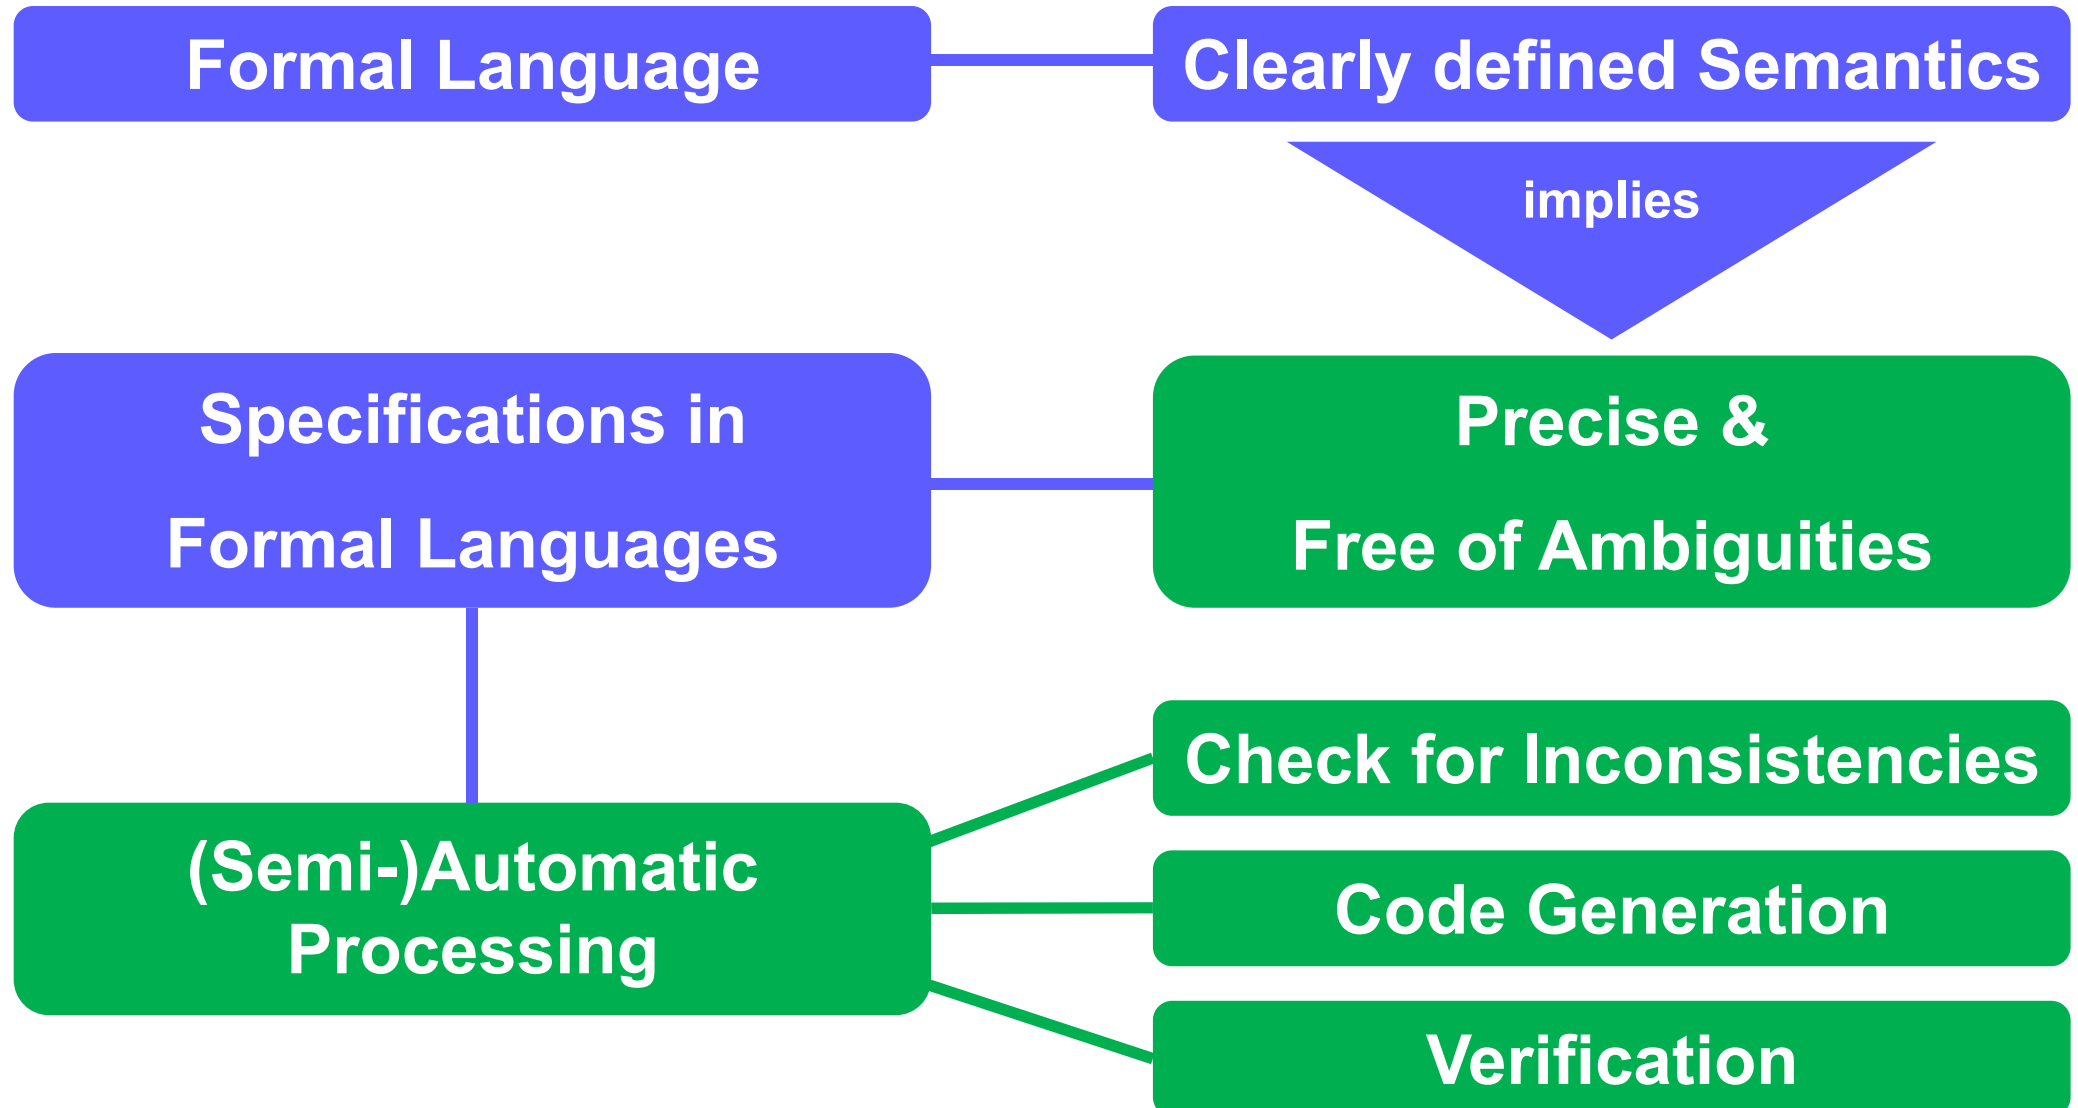 Formal Language
Clearly defined Semantics
implies
Specifications in
Formal Languages
Precise &
Free of Ambiguities
(Semi-)Automatic
Processing
Check for Inconsistencies
Code Generation
Verification